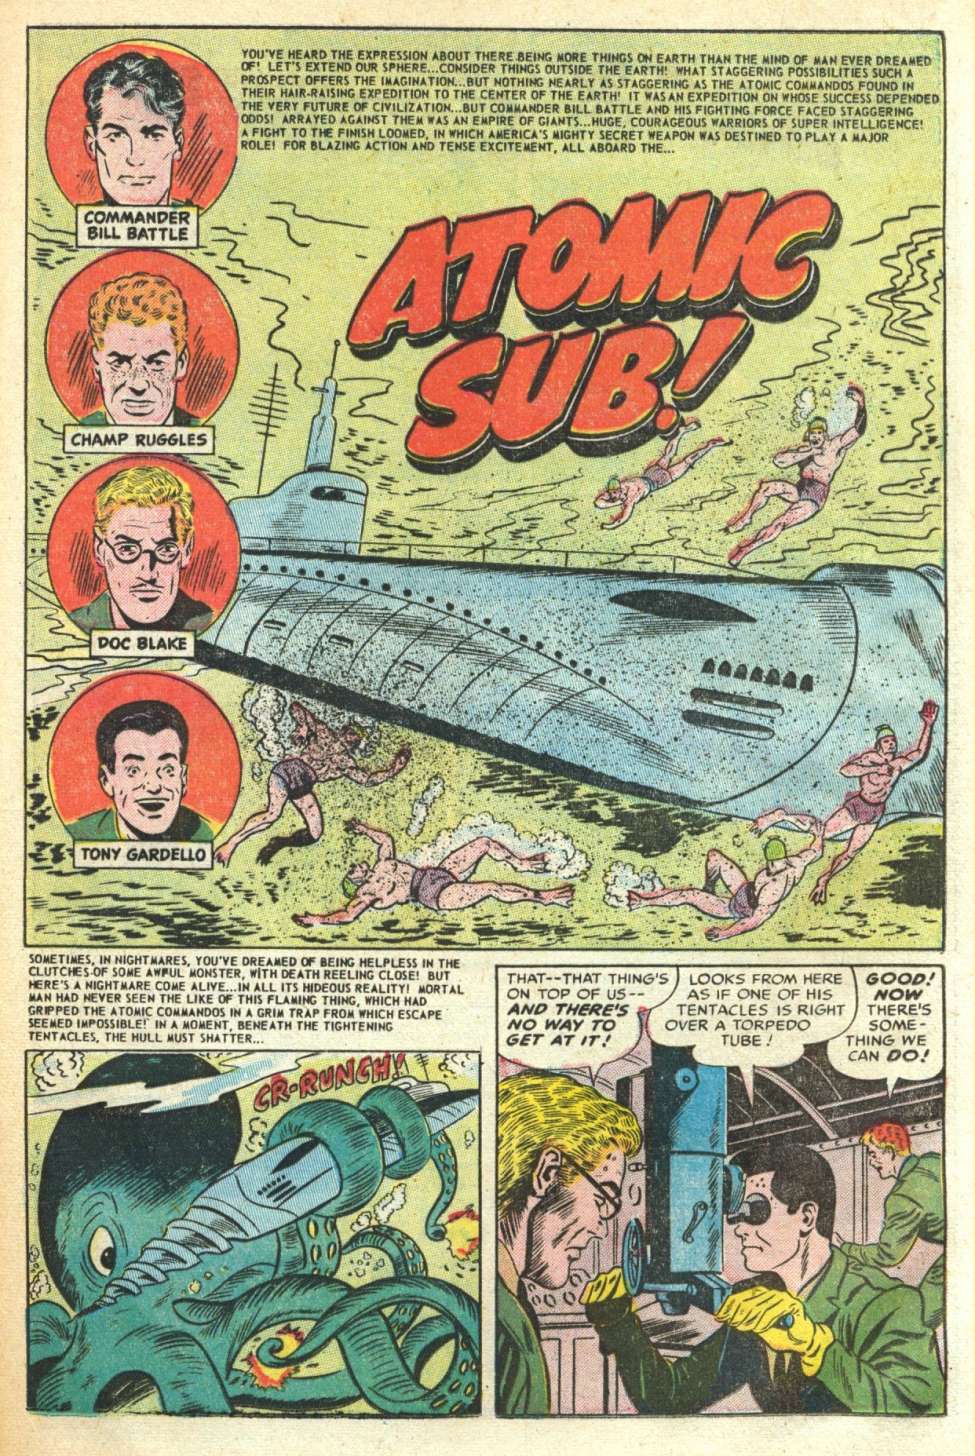 YOU'VE HEARD THE EXPRESSION ABOUT THERE BEING MORE THINGS ON EARTH THAN THE MIND OF MAN EVER DREAMED
OF! LET'S EXTEND OUR SPHERE...CONSIDER THINGS OUTSIDE THE EARTH! WHAT STAGGERING POSSIBILITIES SUCH A
PROSPECT OFFERS THE IMAGINATION...BUT NOTHING NEARLY AS STAGGERING AS THE ATOMIC COMMANDOS FOUND IN
THEIR HAIR-RAISING EXPEDITION TO THE CENTER OF THE EARTH! IT WAS AN EXPEDITION ON WHOSE SUCCESS DEPENDED
THE VERY FUTURE OF CIVILIZATION...BUT COMMANDER BILL BATTLE AND HIS FIGHTING FORCE FACED STAGGERING
ODDS! ARRAYED AGAINST THEM WAS AN EMPIRE OF GIANTS...HUGE, COURAGEOUS WARRIORS OF SUPER INTELLIGENCE!
A FIGHT TO THE FINISH LOOMED, IN WHICH AMERICA'S MIGHTY SECRET WEAPON WAS DESTINED TO PLAY A MAJOR
ROLE! FOR BLAZING ACTION AND TENSE EXCITEMENT, ALL ABOARD THE...
COMMANDER
BILL BATTLE
ATOMIC
SUB!
CHAMP RUGGLES
DOC BLAKE
TONY GARDELLO
SOMETIMES, IN NIGHTMARES, YOU'VE DREAMED OF BEING HELPLESS IN THE
CLUTCHES OF SOME AWFUL MONSTER, WITH DEATH REELING CLOSE! BUT
HERE'S A NIGHTMARE COME ALIVE...IN ALL ITS HIDEOUS REALITY! MORTAL
MAN HAD NEVER SEEN THE LIKE OF THIS FLAMING THING, WHICH HAD
GRIPPED THE ATOMIC COMMANDOS IN A GRIM TRAP FROM WHICH ESCAPE
SEEMED IMPOSSIBLE! IN A MOMENT, BENEATH THE TIGHTENING
TENTACLES, THE HULL MUST SHATTER...
CR-RUNCH!
THAT--THAT THING'S
ON TOP OF US--
AND THERE'S
NO WAY TO
GET AT IT!
LOOKS FROM HERE
AS IF ONE OF HIS
TENTACLES IS RIGHT
OVER A TORPEDO
TUBE!
GOOD!
NOW
THERE'S
SOME-
THING WE
CAN DO!